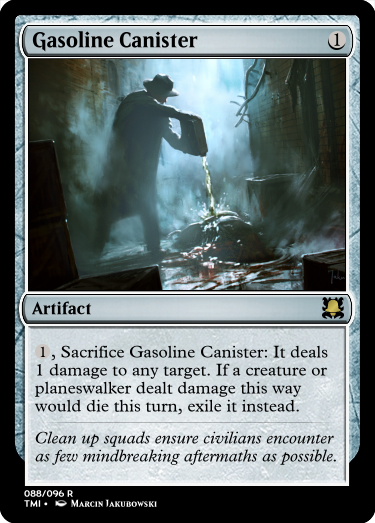 Gasoline Canister 1
Artifact
1, Sacrifice Gasoline Canister: It deals
1 damage to any target. If a creature or
planeswalker dealt damage this way
would die this turn, exile it instead.
Clean up squads ensure civilians encounter
as few mindbreaking aftermaths as possible.
088/096 R
TMI • Marcin Jakubowski